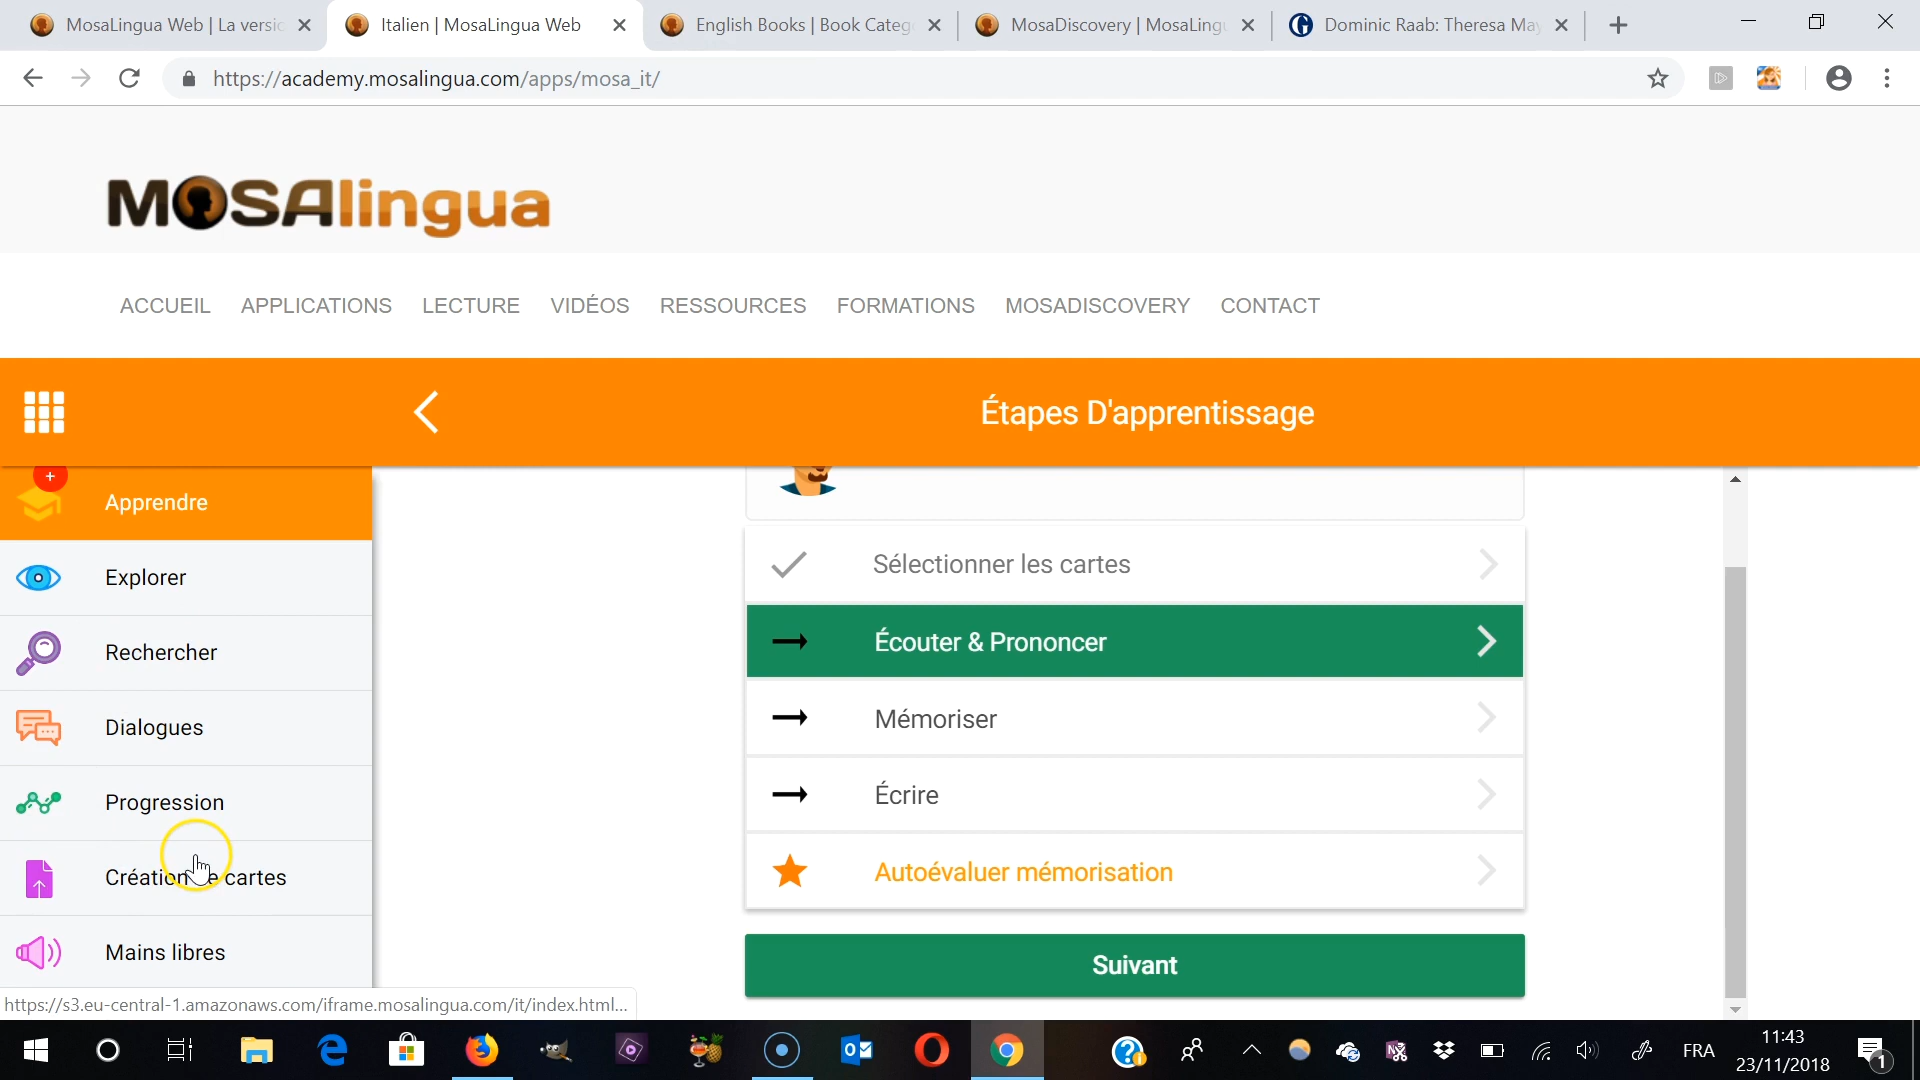 MosaLingua Web | La versic
Italien | MosaLingua Web
English Books | Book Categ
MosaDiscovery | MosaLingu
Dominic Raab: Theresa May
https://academy.mosalingua.com/apps/mosa_it/
MOSAlingua
ACCUEIL APPLICATIONS LECTURE VIDÉOS RESSOURCES FORMATIONS MOSADISCOVERY CONTACT
Étapes D'apprentissage
+
Apprendre
Explorer
Rechercher
Dialogues
Progression
Création de cartes
Mains libres
Sélectionner les cartes
Écouter & Prononcer
Mémoriser
Écrire
Autoévaluer mémorisation
Suivant
https://s3.eu-central-1.amazonaws.com/iframe.mosalingua.com/it/index.html...
FRA
11:43
23/11/2018
1